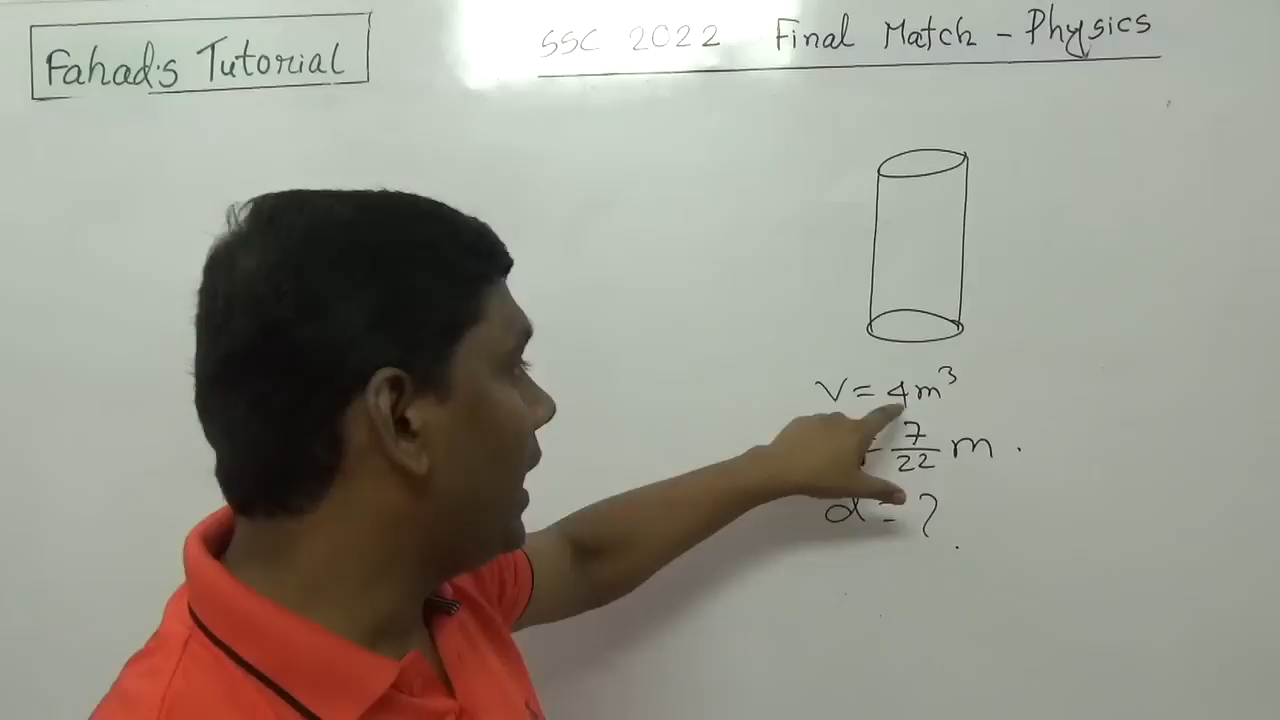 Fahad's Tutorial
SSC 2022 Final Match - Physics
V = 4m³
7/22 m.
d = ?